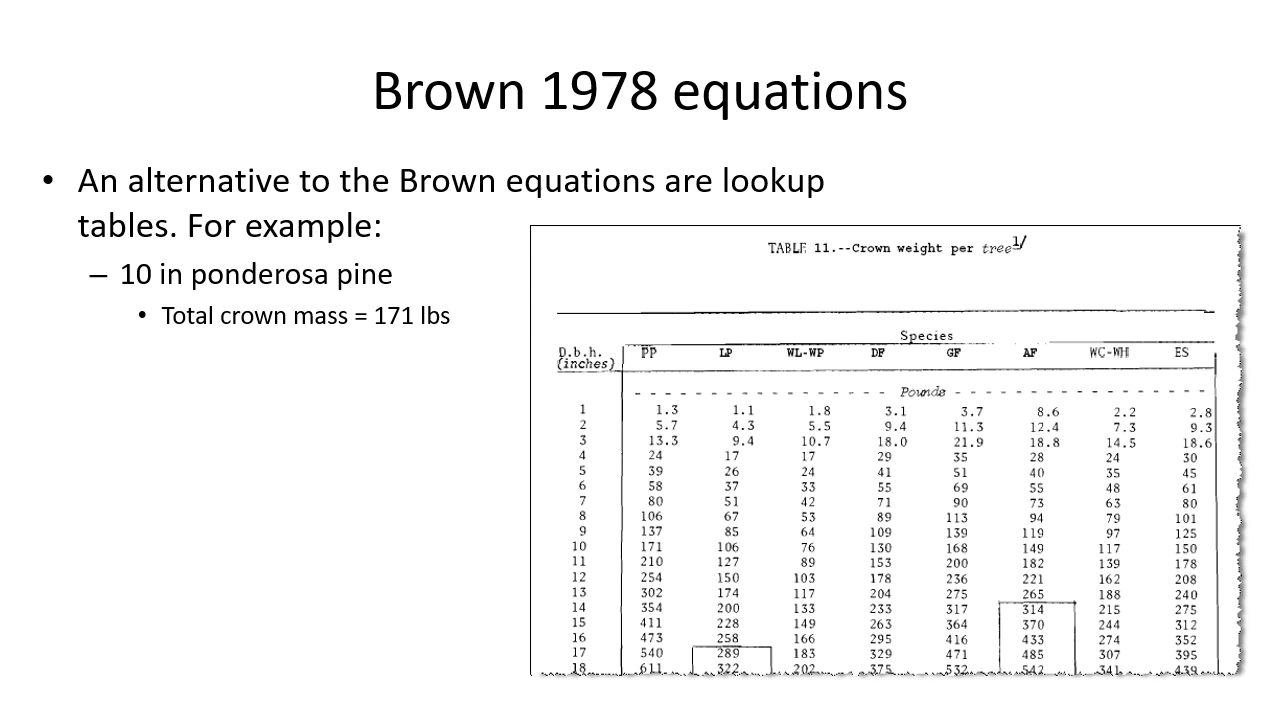 Brown 1978 equations
• An alternative to the Brown equations are lookup
tables. For example:
– 10 in ponderosa pine
• Total crown mass = 171 lbs
TABLE 11.--Crown weight per tree1/
Species
D.b.h. (inches) PP LP WL-WP DF GF AF WC-WH ES
Pounds
1 1.3 1.1 1.8 3.1 3.7 8.6 2.2 2.8
2 5.7 4.3 5.5 9.4 11.3 12.4 7.3 9.3
3 13.3 9.4 10.7 18.0 21.9 18.8 14.5 18.6
4 24 17 17 29 35 28 24 30
5 39 26 24 41 51 40 35 45
6 58 37 33 55 69 55 48 61
7 80 51 42 71 90 73 63 80
8 106 67 53 89 113 94 79 101
9 137 85 64 109 139 119 97 125
10 171 106 76 130 168 149 117 150
11 210 127 89 153 200 182 139 178
12 254 150 103 178 236 221 162 208
13 302 174 117 204 275 265 188 240
14 354 200 133 233 317 314 215 275
15 411 228 149 263 364 370 244 312
16 473 258 166 295 416 433 274 352
17 540 289 183 329 471 485 307 395
18 611 322 202 375 532 542 341 439